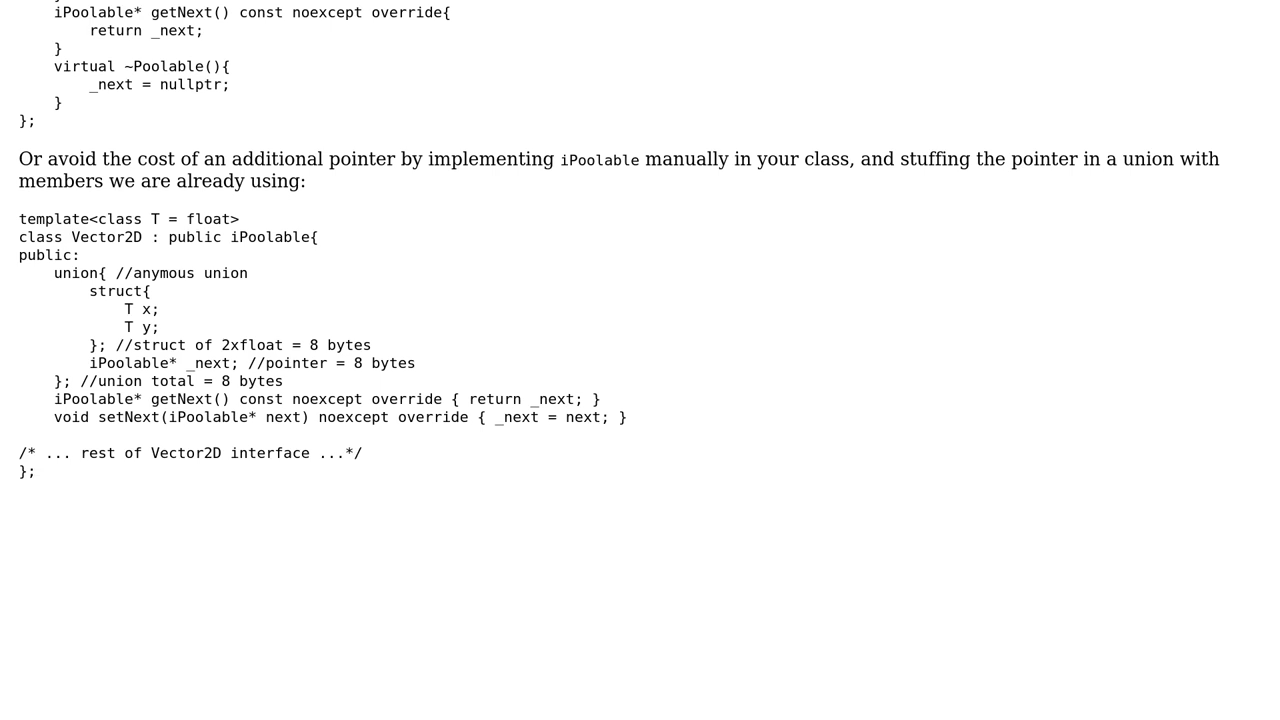 iPoolable* getNext() const noexcept override{
        return _next;
    }
    virtual ~Poolable(){
        _next = nullptr;
    }
};
Or avoid the cost of an additional pointer by implementing iPoolable manually in your class, and stuffing the pointer in a union with
members we are already using:
template<class T = float>
class Vector2D : public iPoolable{
public:
    union{ //anymous union
        struct{
            T x;
            T y;
        }; //struct of 2xfloat = 8 bytes
        iPoolable* _next; //pointer = 8 bytes
    }; //union total = 8 bytes
    iPoolable* getNext() const noexcept override { return _next; }
    void setNext(iPoolable* next) noexcept override { _next = next; }
/* ... rest of Vector2D interface ...*/
};